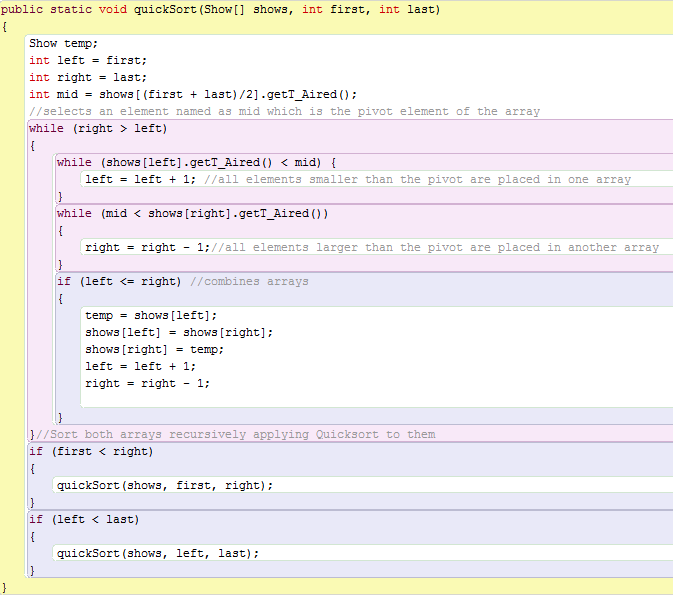 public static void quickSort(Show[] shows, int first, int last)
{
Show temp;
int left = first;
int right = last;
int mid = shows[(first + last)/2].getT_Aired();
//selects an element named as mid which is the pivot element of the array
while (right > left)
{
while (shows[left].getT_Aired() < mid) {
left = left + 1; //all elements smaller than the pivot are placed in one array
}
while (mid < shows[right].getT_Aired())
{
right = right - 1;//all elements larger than the pivot are placed in another array
}
if (left <= right) //combines arrays
{
temp = shows[left];
shows[left] = shows[right];
shows[right] = temp;
left = left + 1;
right = right - 1;
}
}//Sort both arrays recursively applying Quicksort to them
if (first < right)
{
quickSort(shows, first, right);
}
if (left < last)
{
quickSort(shows, left, last);
}
}